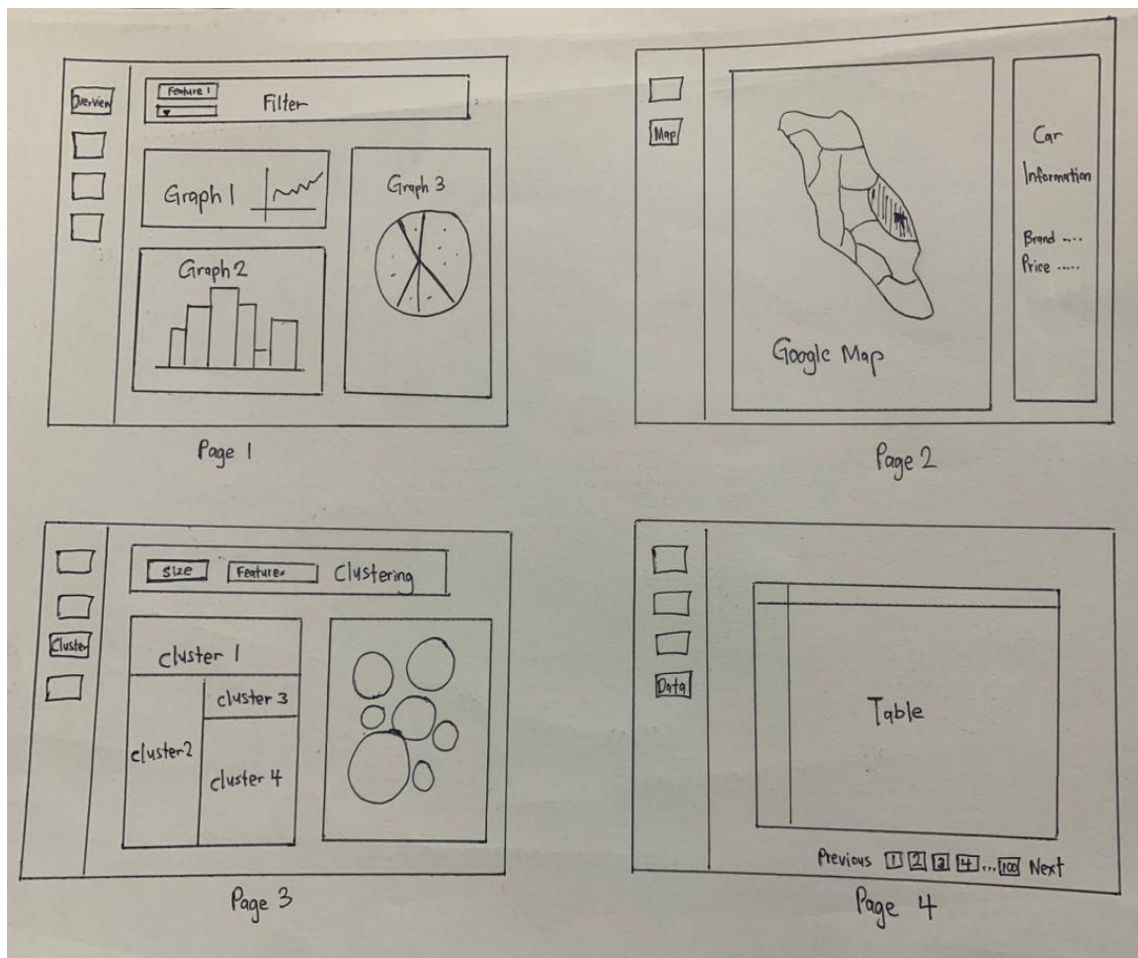 Overview
Feature 1
Filter
Graph 1
Graph 2
Graph 3
Page 1
Map
Google Map
Car
Information
Brand ....
Price .....
Page 2
Cluster
Size
Feature
Clustering
cluster 1
cluster 2
cluster 3
cluster 4
Page 3
Data
Table
Previous 1 2 3 4 ... 100 Next
Page 4